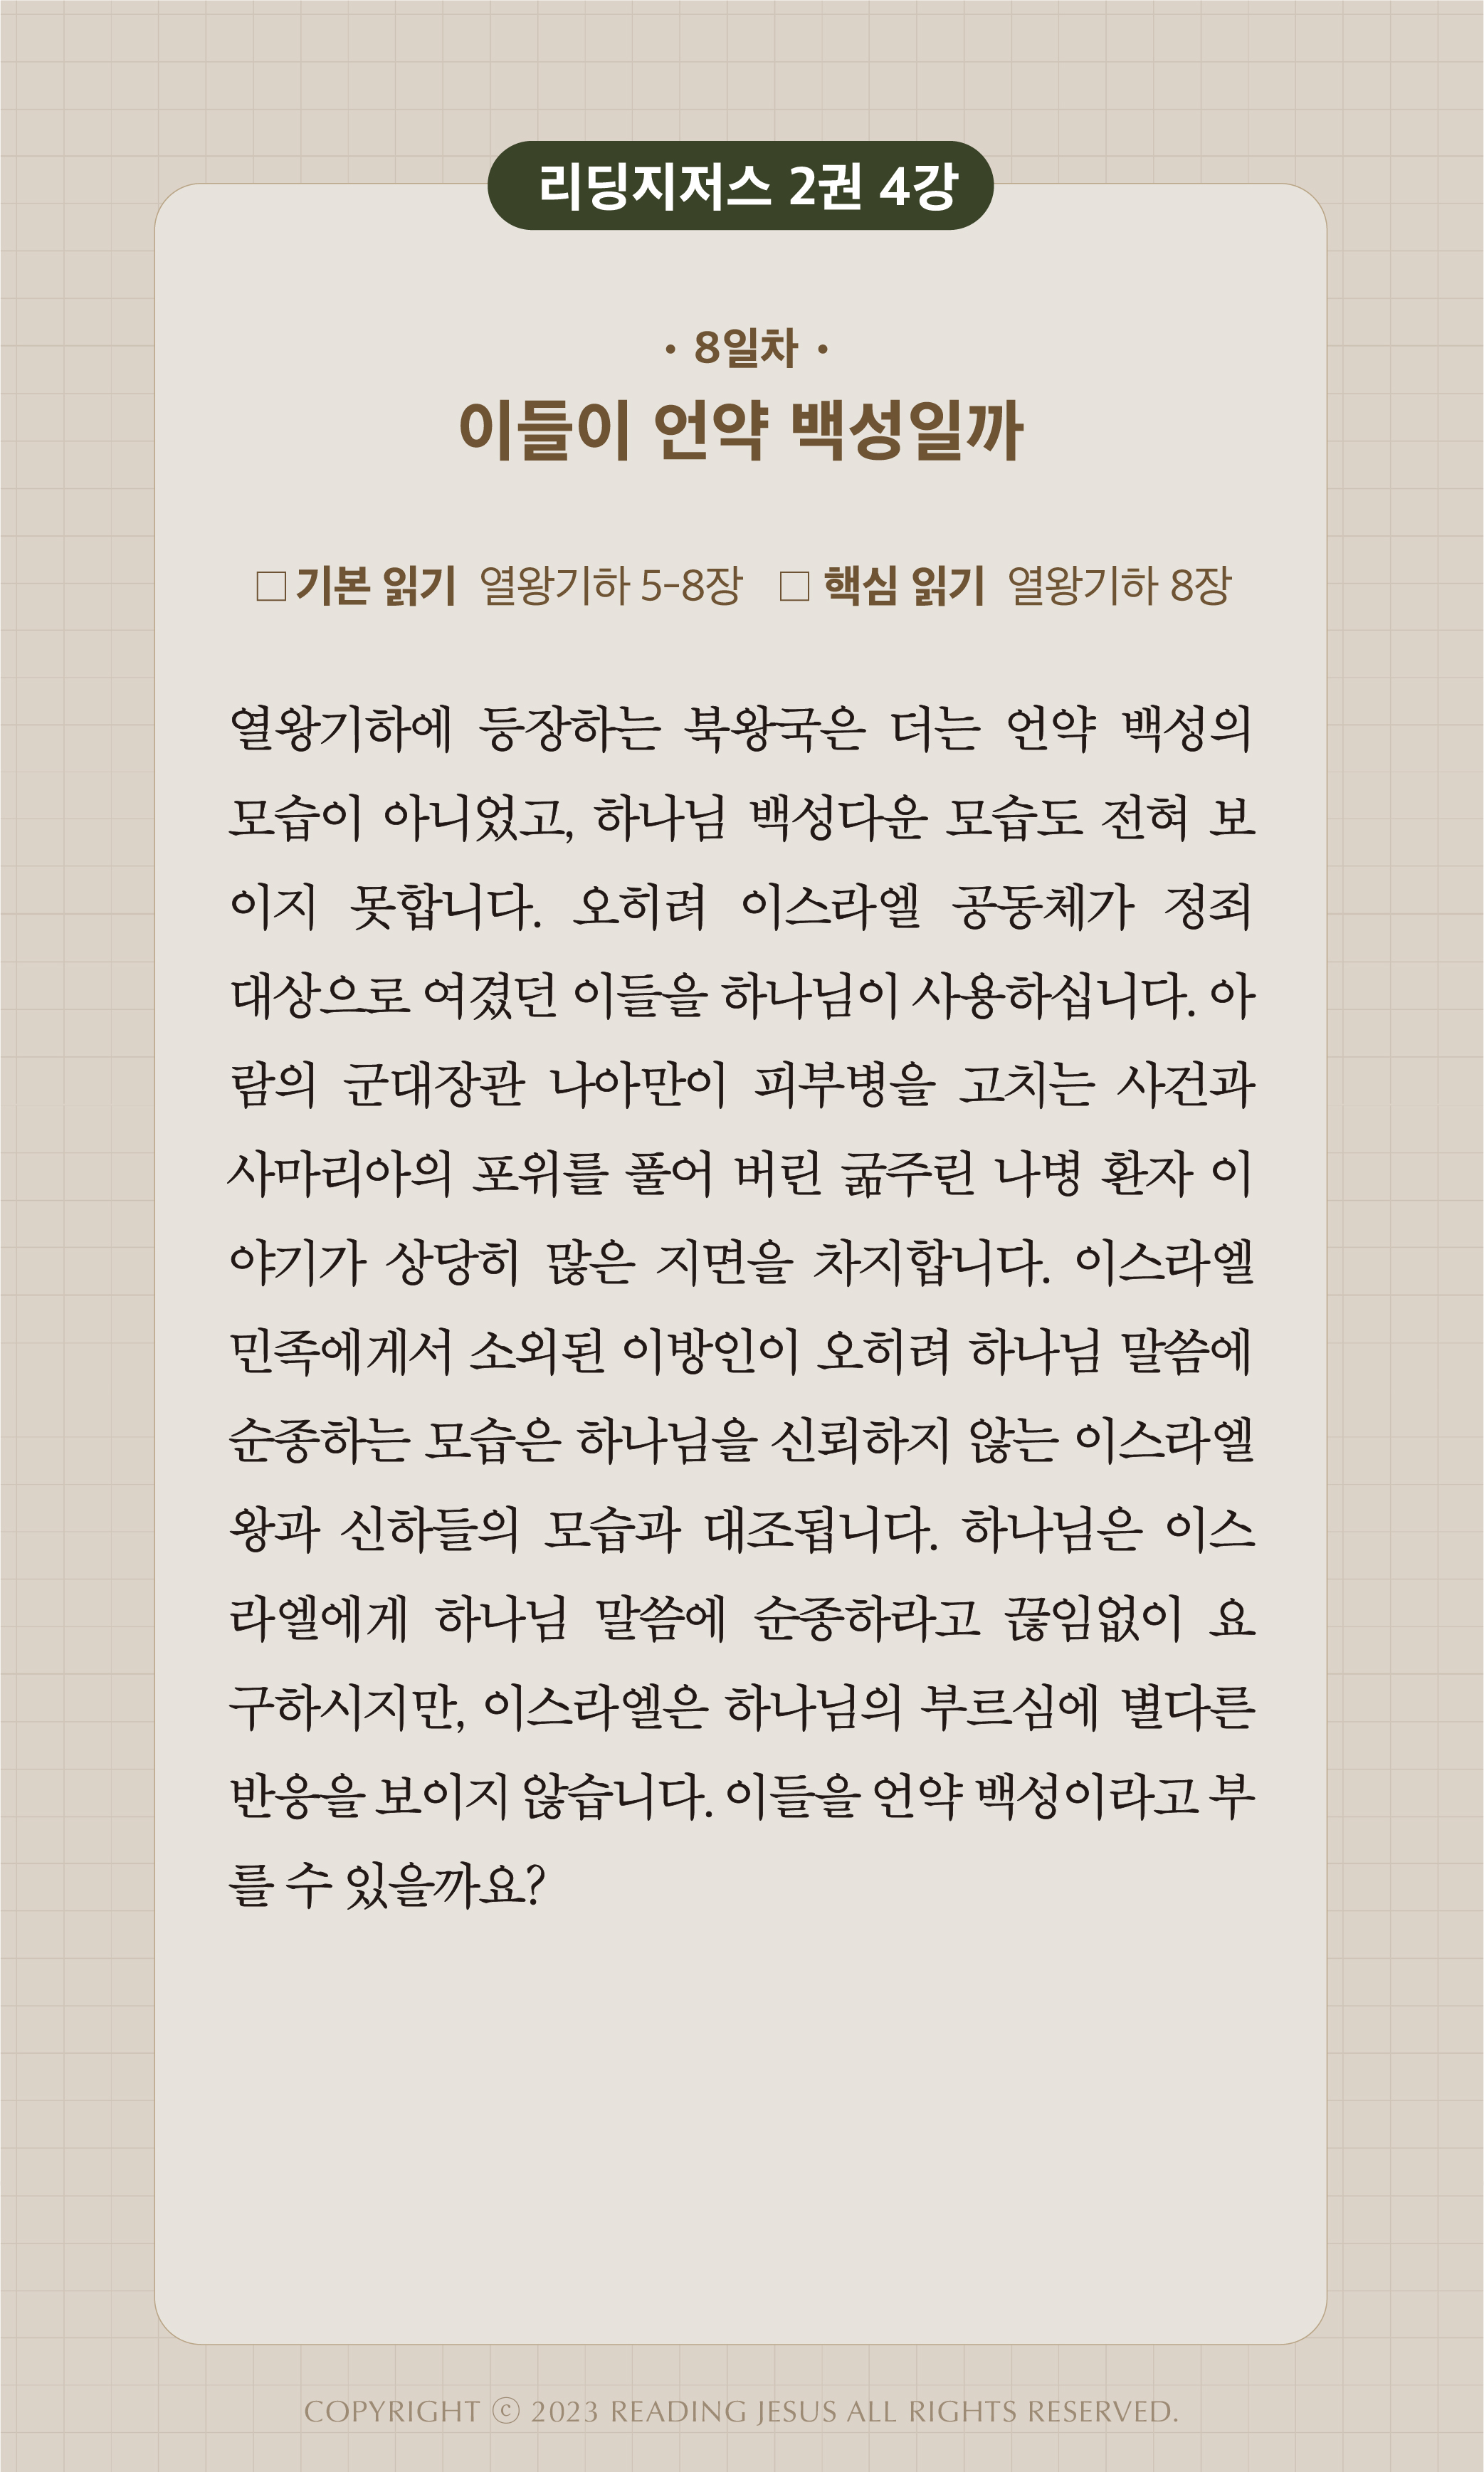 리딩지저스 2권 4강
· 8일차 ·
이들이 언약 백성일까
□ 기본 읽기 열왕기하 5-8장 □ 핵심 읽기 열왕기하 8장
열왕기하에 등장하는 북왕국은 더는 언약 백성의
모습이 아니었고, 하나님 백성다운 모습도 전혀 보
이지 못합니다. 오히려 이스라엘 공동체가 정죄
대상으로 여겼던 이들을 하나님이 사용하십니다. 아
람의 군대장관 나아만이 피부병을 고치는 사건과
사마리아의 포위를 풀어 버린 굶주린 나병 환자 이
야기가 상당히 많은 지면을 차지합니다. 이스라엘
민족에게서 소외된 이방인이 오히려 하나님 말씀에
순종하는 모습은 하나님을 신뢰하지 않는 이스라엘
왕과 신하들의 모습과 대조됩니다. 하나님은 이스
라엘에게 하나님 말씀에 순종하라고 끊임없이 요
구하시지만, 이스라엘은 하나님의 부르심에 별다른
반응을 보이지 않습니다. 이들을 언약 백성이라고 부
를 수 있을까요?
COPYRIGHT ⓒ 2023 READING JESUS ALL RIGHTS RESERVED.